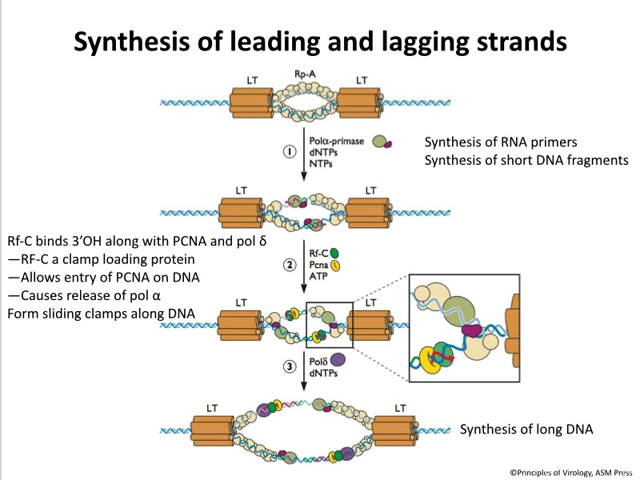 Synthesis of leading and lagging strands
LT
Rp-A
LT
1
Polα-primase
dNTPs
NTPs
Synthesis of RNA primers
Synthesis of short DNA fragments
LT
LT
Rf-C binds 3’OH along with PCNA and pol δ
—RF-C a clamp loading protein
—Allows entry of PCNA on DNA
—Causes release of pol α
Form sliding clamps along DNA
2
Rf-C
Pcna
ATP
LT
LT
3
Polδ
dNTPs
LT
LT
Synthesis of long DNA
©Principles of Virology, ASM Press